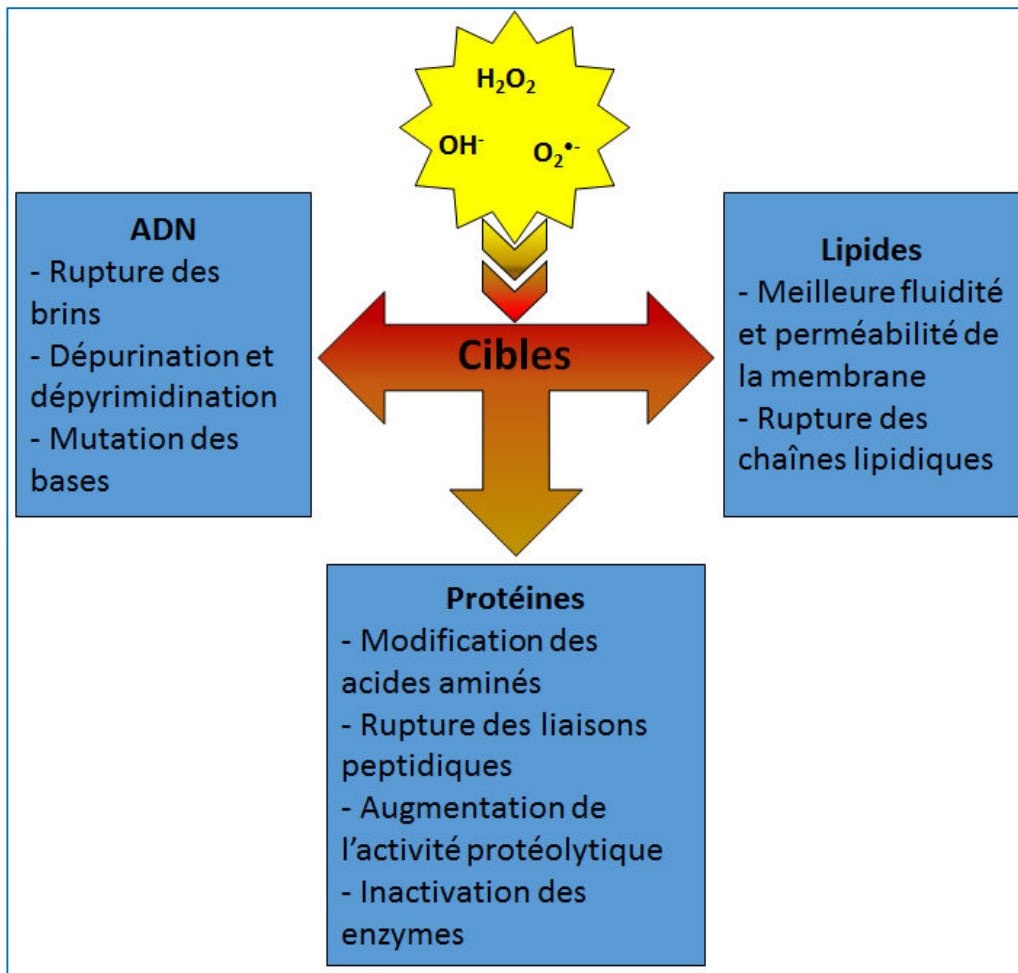 H₂O₂
OH⁻
O₂•⁻
ADN
- Rupture des
brins
- Dépurination et
dépyrimidination
- Mutation des
bases
Cibles
Lipides
- Meilleure fluidité
et perméabilité de
la membrane
- Rupture des
chaînes lipidiques
Protéines
- Modification des
acides aminés
- Rupture des liaisons
peptidiques
- Augmentation de
l’activité protéolytique
- Inactivation des
enzymes